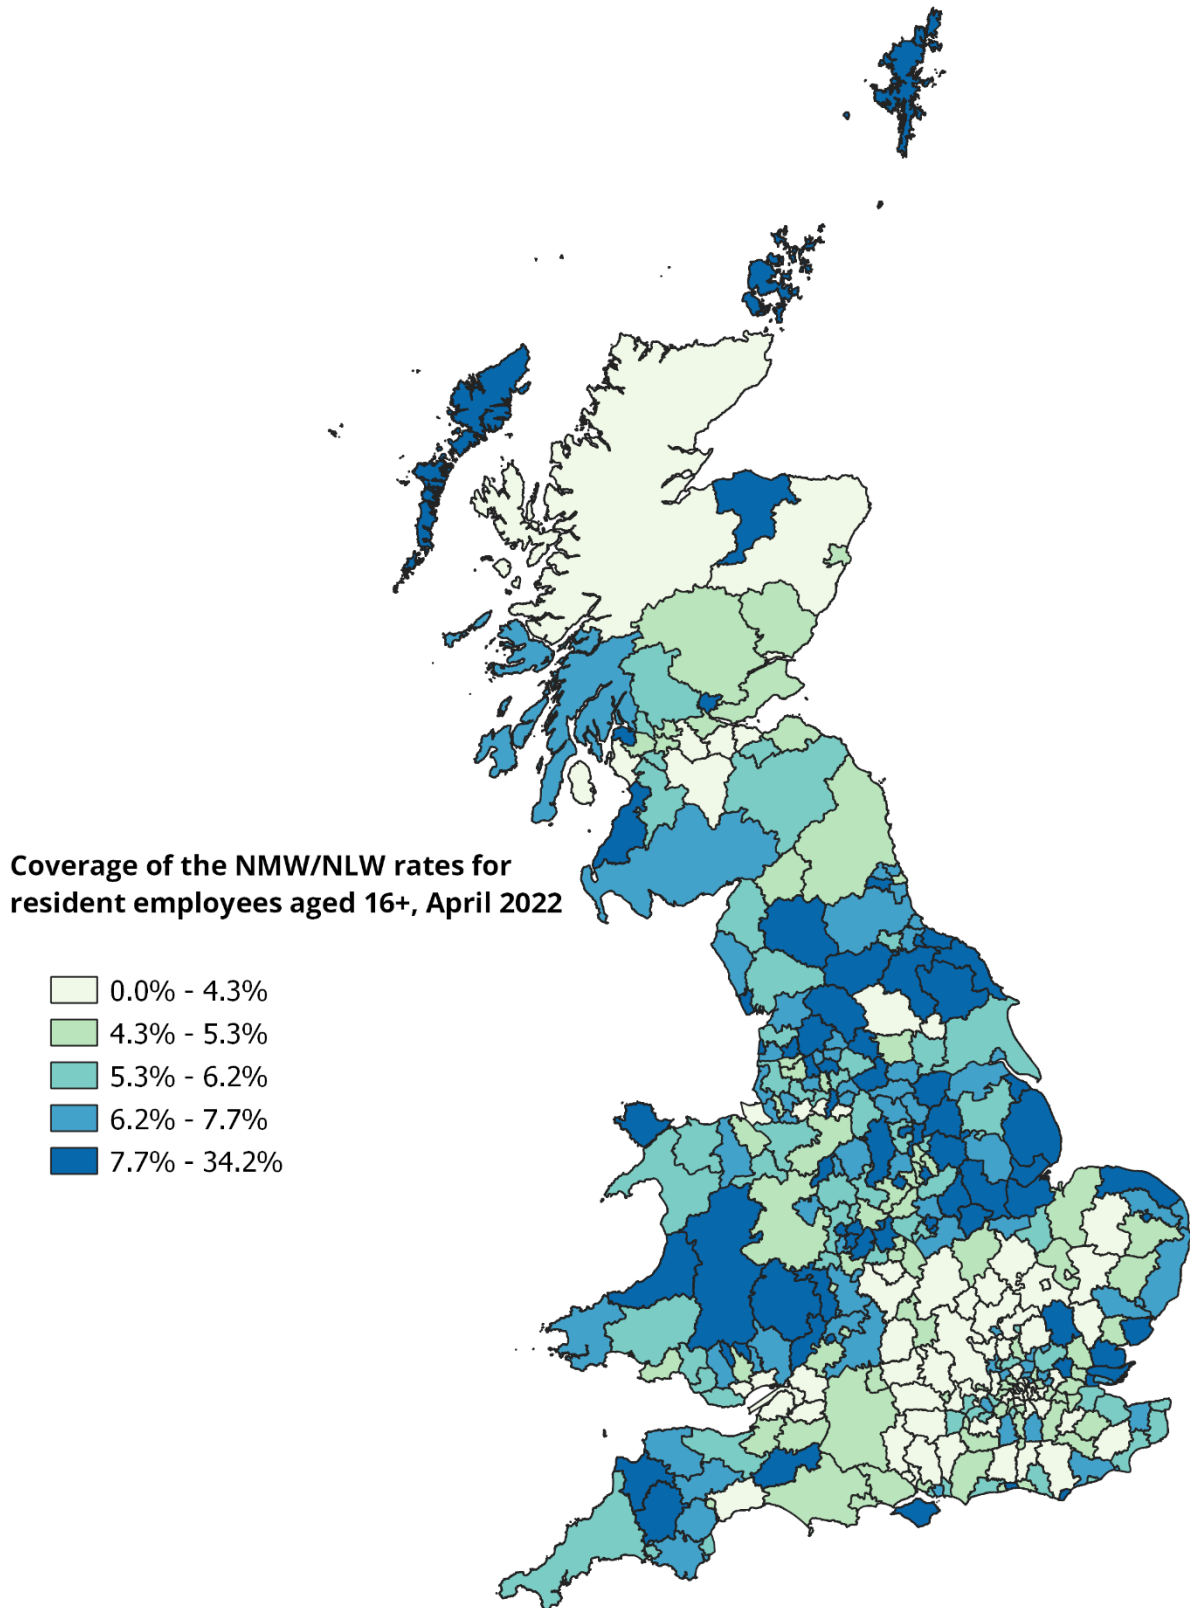 Coverage of the NMW/NLW rates for
resident employees aged 16+, April 2022
0.0% - 4.3%
4.3% - 5.3%
5.3% - 6.2%
6.2% - 7.7%
7.7% - 34.2%